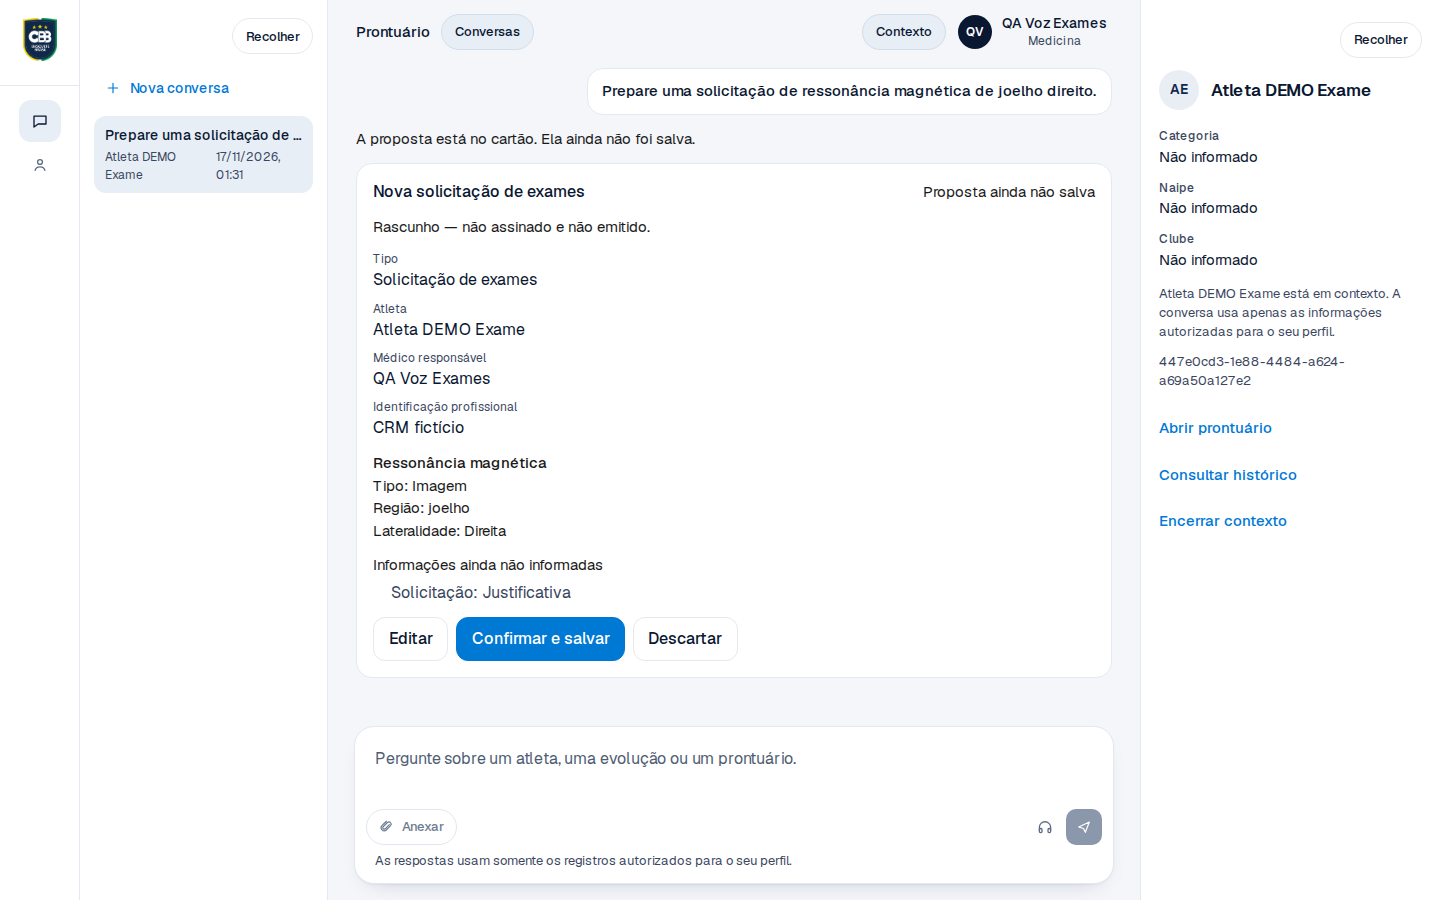 CBB
Recolher
Nova conversa
Prepare uma solicitação de ...
Atleta DEMO Exame
17/11/2026, 01:31
Prontuário
Conversas
Contexto
QV
QA Voz Exames
Medicina
Prepare uma solicitação de ressonância magnética de joelho direito.
A proposta está no cartão. Ela ainda não foi salva.
Nova solicitação de exames
Proposta ainda não salva
Rascunho — não assinado e não emitido.
Tipo
Solicitação de exames
Atleta
Atleta DEMO Exame
Médico responsável
QA Voz Exames
Identificação profissional
CRM fictício
Ressonância magnética
Tipo: Imagem
Região: joelho
Lateralidade: Direita
Informações ainda não informadas
Solicitação: Justificativa
Editar
Confirmar e salvar
Descartar
Pergunte sobre um atleta, uma evolução ou um prontuário.
Anexar
As respostas usam somente os registros autorizados para o seu perfil.
Recolher
AE
Atleta DEMO Exame
Categoria
Não informado
Naipe
Não informado
Clube
Não informado
Atleta DEMO Exame está em contexto. A
conversa usa apenas as informações
autorizadas para o seu perfil.
447e0cd3-1e88-4484-a624-
a69a50a127e2
Abrir prontuário
Consultar histórico
Encerrar contexto